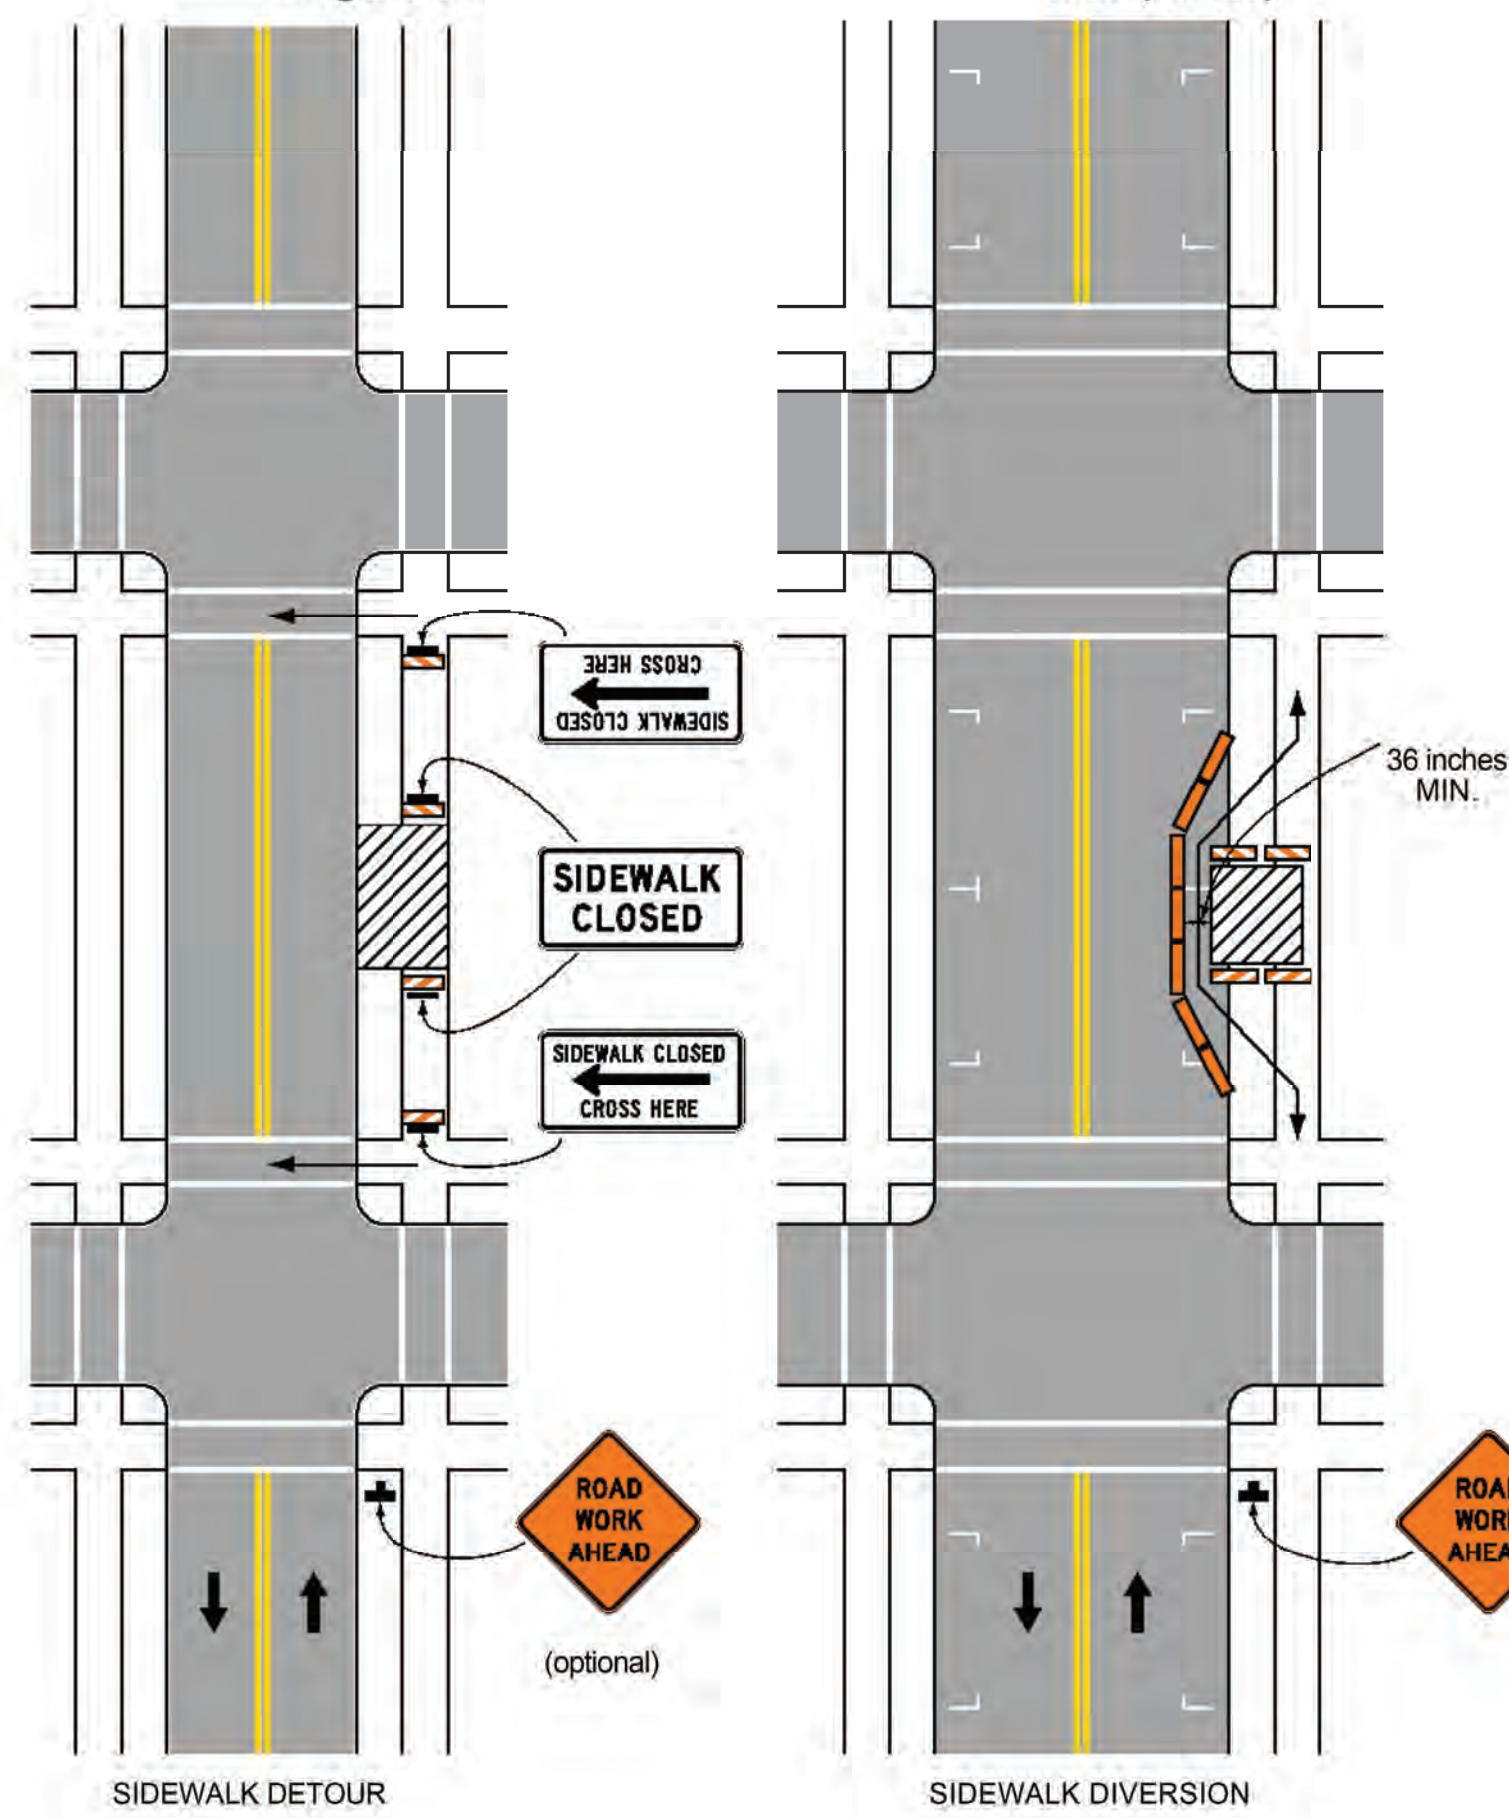 CROSS HERE
SIDEWALK CLOSED
36 inches
MIN.
SIDEWALK
CLOSED
SIDEWALK CLOSED
CROSS HERE
ROAD
WORK
AHEAD
(optional)
SIDEWALK DETOUR
SIDEWALK DIVERSION